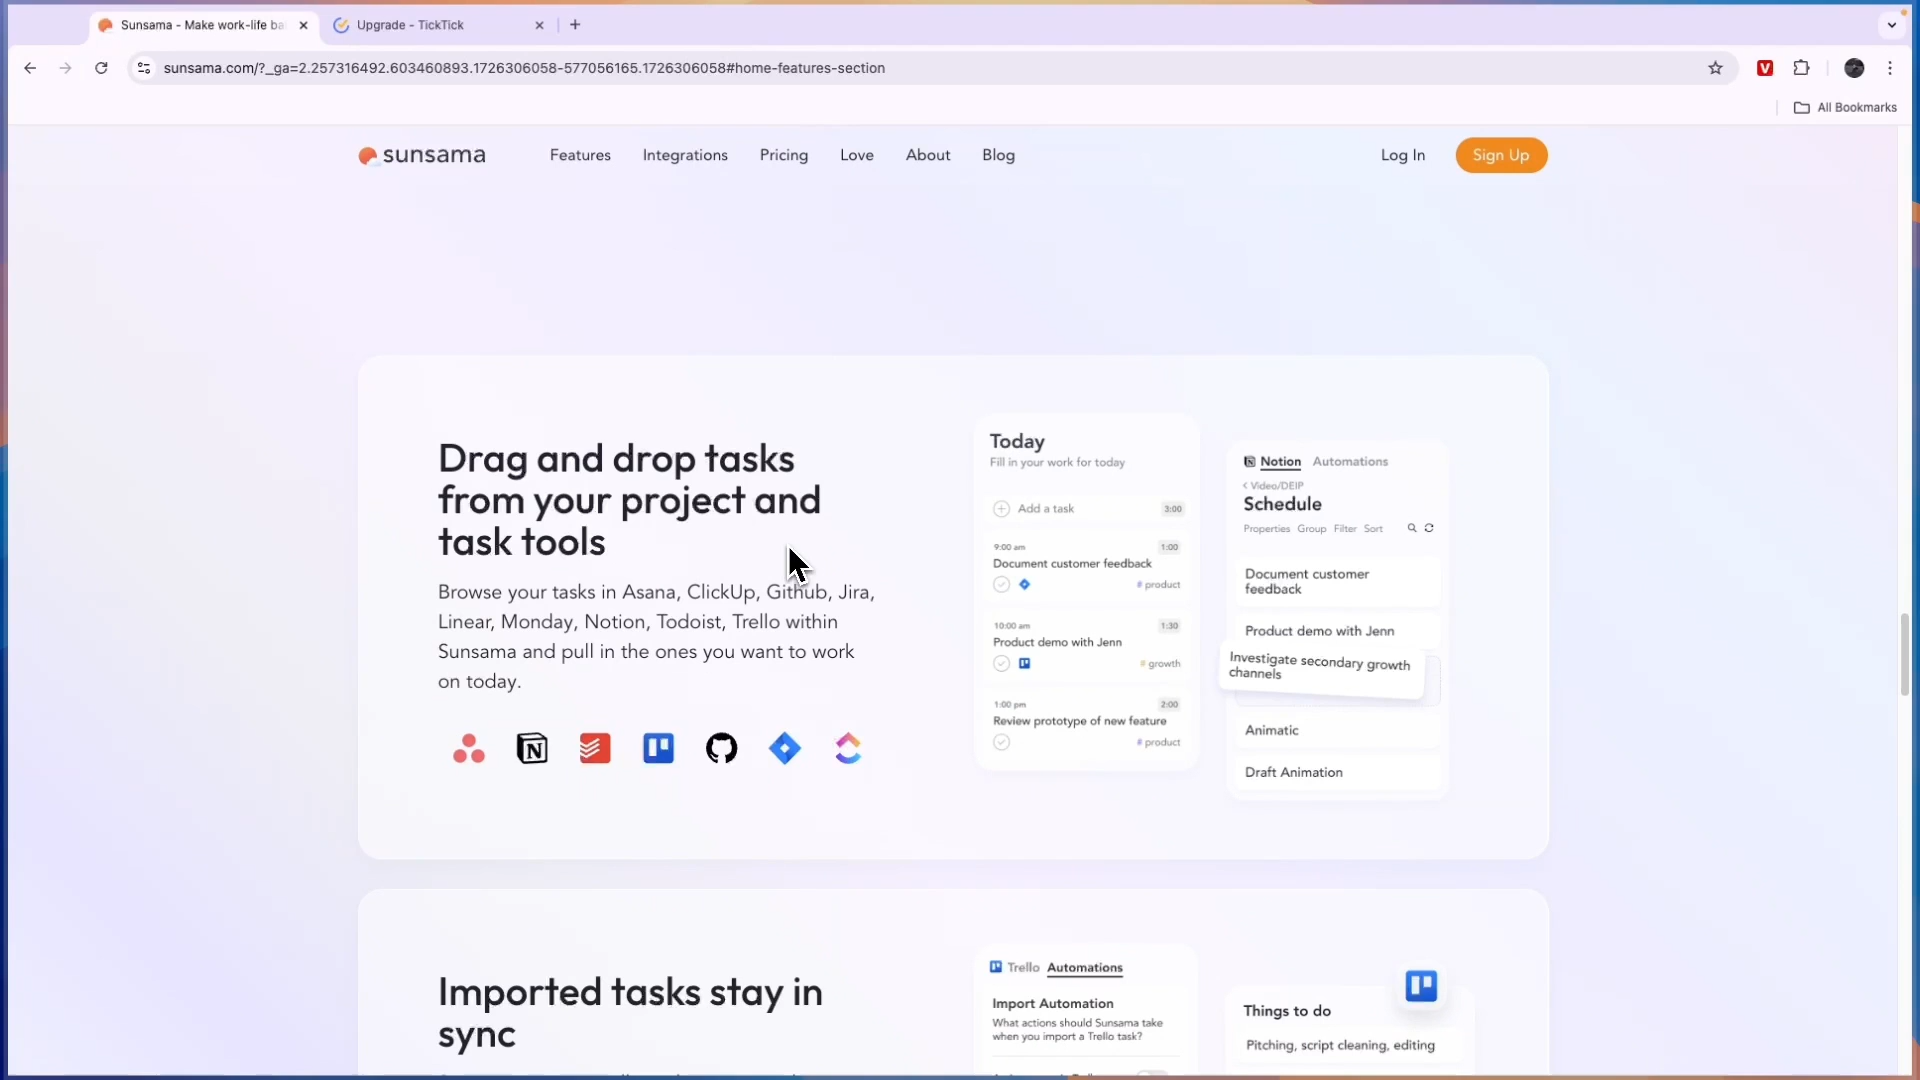 Sunsama - Make work-life ba
Upgrade - TickTick
sunsama.com/?_ga=2.257316492.603460893.1726306058-577056165.1726306058#home-features-section
All Bookmarks
sunsama
Features
Integrations
Pricing
Love
About
Blog
Log In
Sign Up
Drag and drop tasks
from your project and
task tools
Browse your tasks in Asana, ClickUp, Github, Jira,
Linear, Monday, Notion, Todoist, Trello within
Sunsama and pull in the ones you want to work
on today.
Today
Fill in your work for today
Add a task
3:00
9:00 am
1:00
Document customer feedback
# product
10:00 am
1:30
Product demo with Jenn
# growth
1:00 pm
2:00
Review prototype of new feature
# product
Notion
Automations
< Video/DEIP
Schedule
Properties Group Filter Sort
Document customer
feedback
Product demo with Jenn
Investigate secondary growth
channels
Animatic
Draft Animation
Imported tasks stay in
sync
Trello
Automations
Import Automation
What actions should Sunsama take
when you import a Trello task?
Things to do
Pitching, script cleaning, editing